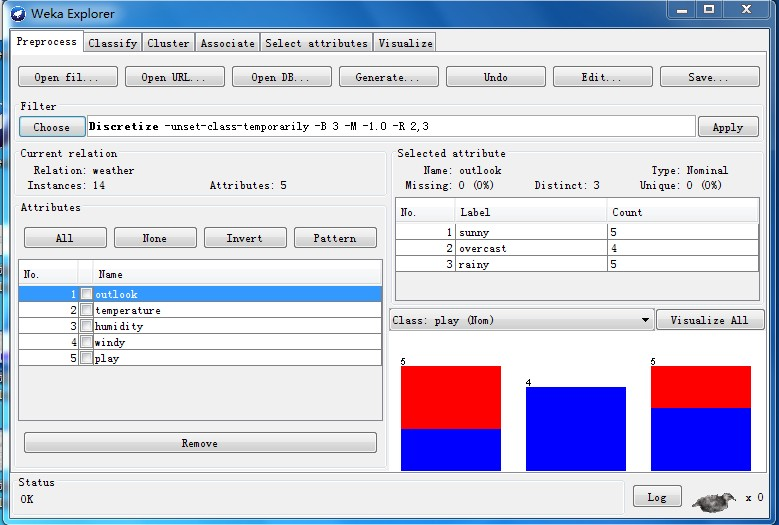 Weka Explorer
Preprocess Classify Cluster Associate Select attributes Visualize
Open fil... Open URL... Open DB... Generate... Undo Edit... Save...
Filter
Choose Discretize -unset-class-temporarily -B 3 -M -1.0 -R 2,3 Apply
Current relation
Relation: weather
Instances: 14 Attributes: 5
Attributes
All None Invert Pattern
No. Name
1 outlook
2 temperature
3 humidity
4 windy
5 play
Remove
Selected attribute
Name: outlook Type: Nominal
Missing: 0 (0%) Distinct: 3 Unique: 0 (0%)
No. Label Count
1 sunny 5
2 overcast 4
3 rainy 5
Class: play (Nom) Visualize All
5 4 5
Status
OK
Log x 0